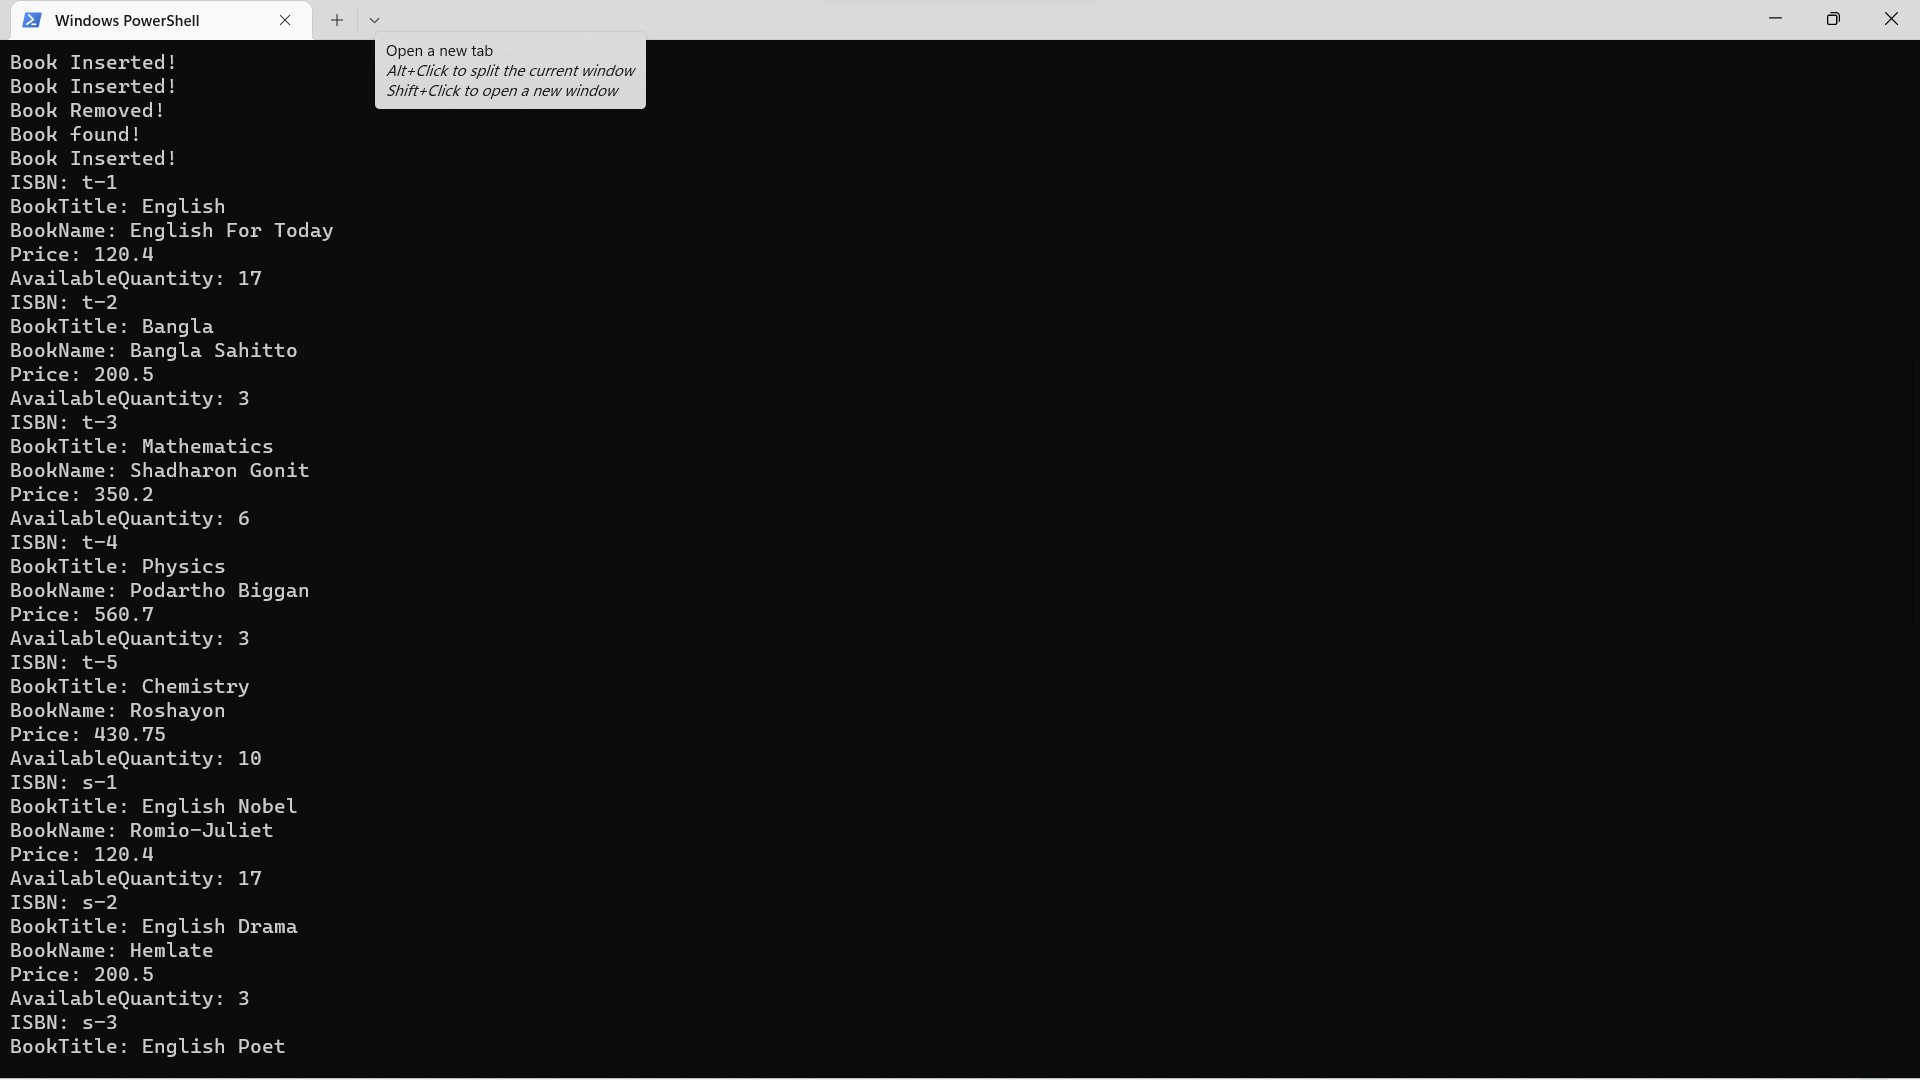 Windows PowerShell
Open a new tab
Alt+Click to split the current window
Shift+Click to open a new window
Book Inserted!
Book Inserted!
Book Removed!
Book found!
Book Inserted!
ISBN: t-1
BookTitle: English
BookName: English For Today
Price: 120.4
AvailableQuantity: 17
ISBN: t-2
BookTitle: Bangla
BookName: Bangla Sahitto
Price: 200.5
AvailableQuantity: 3
ISBN: t-3
BookTitle: Mathematics
BookName: Shadharon Gonit
Price: 350.2
AvailableQuantity: 6
ISBN: t-4
BookTitle: Physics
BookName: Podartho Biggan
Price: 560.7
AvailableQuantity: 3
ISBN: t-5
BookTitle: Chemistry
BookName: Roshayon
Price: 430.75
AvailableQuantity: 10
ISBN: s-1
BookTitle: English Nobel
BookName: Romio-Juliet
Price: 120.4
AvailableQuantity: 17
ISBN: s-2
BookTitle: English Drama
BookName: Hemlate
Price: 200.5
AvailableQuantity: 3
ISBN: s-3
BookTitle: English Poet